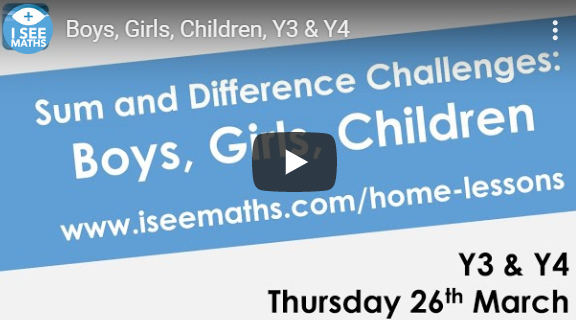 I SEE
MATHS
Boys, Girls, Children, Y3 & Y4
Sum and Difference Challenges:
Boys, Girls, Children
www.iseemaths.com/home-lessons
Y3 & Y4
Thursday 26th March